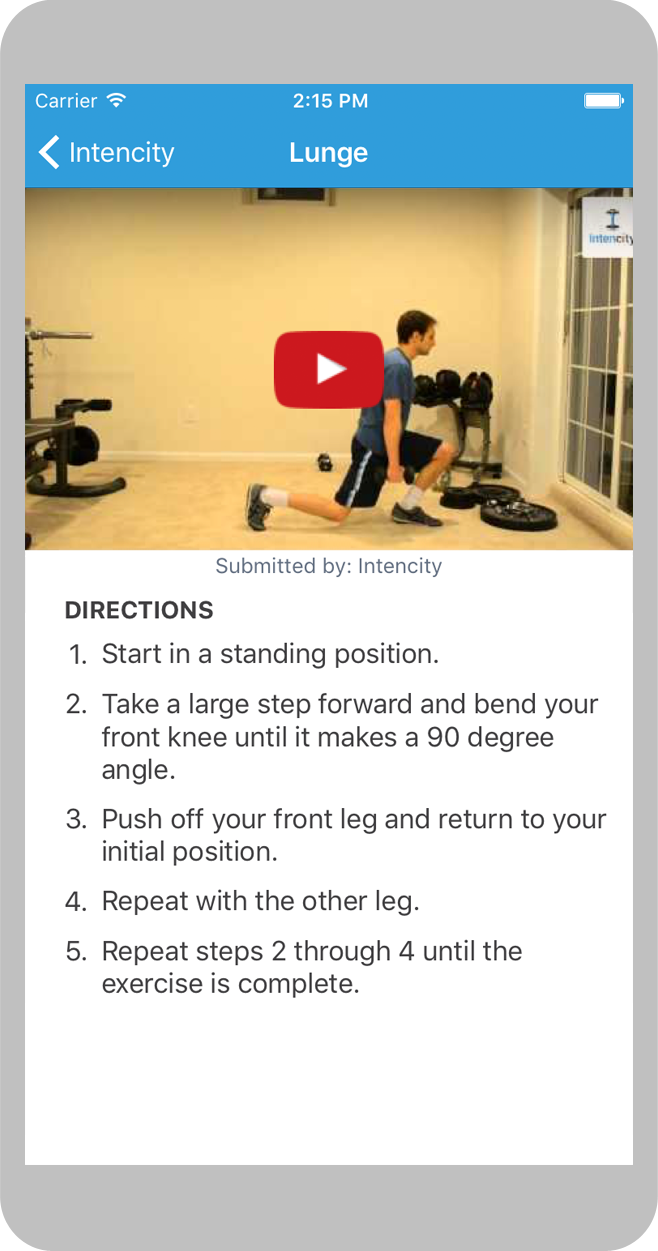 Carrier 2:15 PM
Intencity Lunge
Intencity
Submitted by: Intencity
DIRECTIONS
1. Start in a standing position.
2. Take a large step forward and bend your
front knee until it makes a 90 degree
angle.
3. Push off your front leg and return to your
initial position.
4. Repeat with the other leg.
5. Repeat steps 2 through 4 until the
exercise is complete.